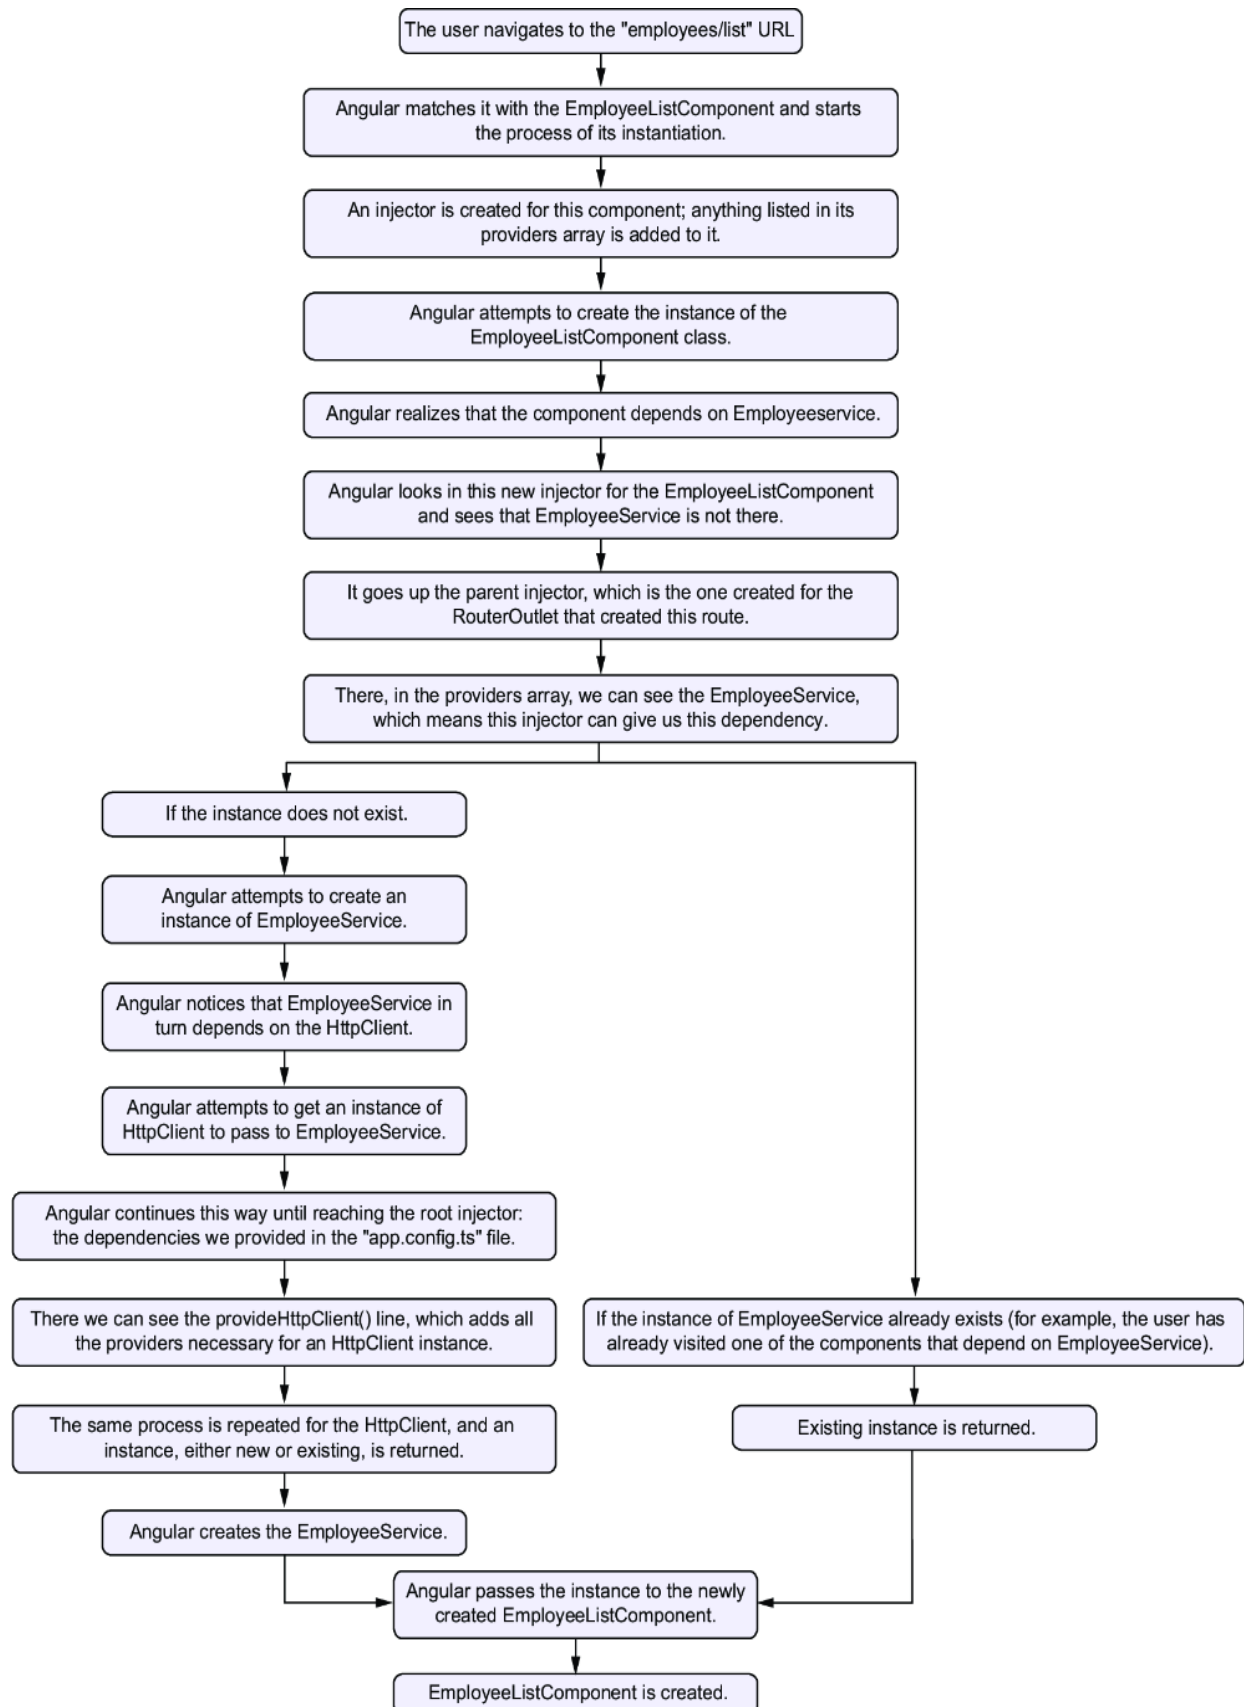 The user navigates to the "employees/list" URL
Angular matches it with the EmployeeListComponent and starts
the process of its instantiation.
An injector is created for this component; anything listed in its
providers array is added to it.
Angular attempts to create the instance of the
EmployeeListComponent class.
Angular realizes that the component depends on Employeeservice.
Angular looks in this new injector for the EmployeeListComponent
and sees that EmployeeService is not there.
It goes up the parent injector, which is the one created for the
RouterOutlet that created this route.
There, in the providers array, we can see the EmployeeService,
which means this injector can give us this dependency.
If the instance does not exist.
Angular attempts to create an
instance of EmployeeService.
Angular notices that EmployeeService in
turn depends on the HttpClient.
Angular attempts to get an instance of
HttpClient to pass to EmployeeService.
Angular continues this way until reaching the root injector:
the dependencies we provided in the "app.config.ts" file.
There we can see the provideHttpClient() line, which adds all
the providers necessary for an HttpClient instance.
The same process is repeated for the HttpClient, and an
instance, either new or existing, is returned.
Angular creates the EmployeeService.
If the instance of EmployeeService already exists (for example, the user has
already visited one of the components that depend on EmployeeService).
Existing instance is returned.
Angular passes the instance to the newly
created EmployeeListComponent.
EmployeeListComponent is created.